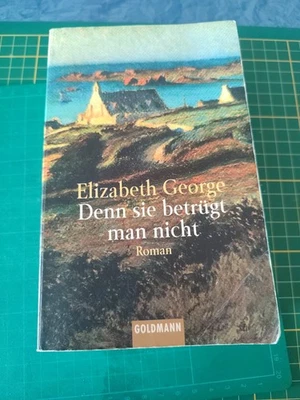 Elizabeth George
Denn sie betrügt
man nicht
Roman
GOLDMANN